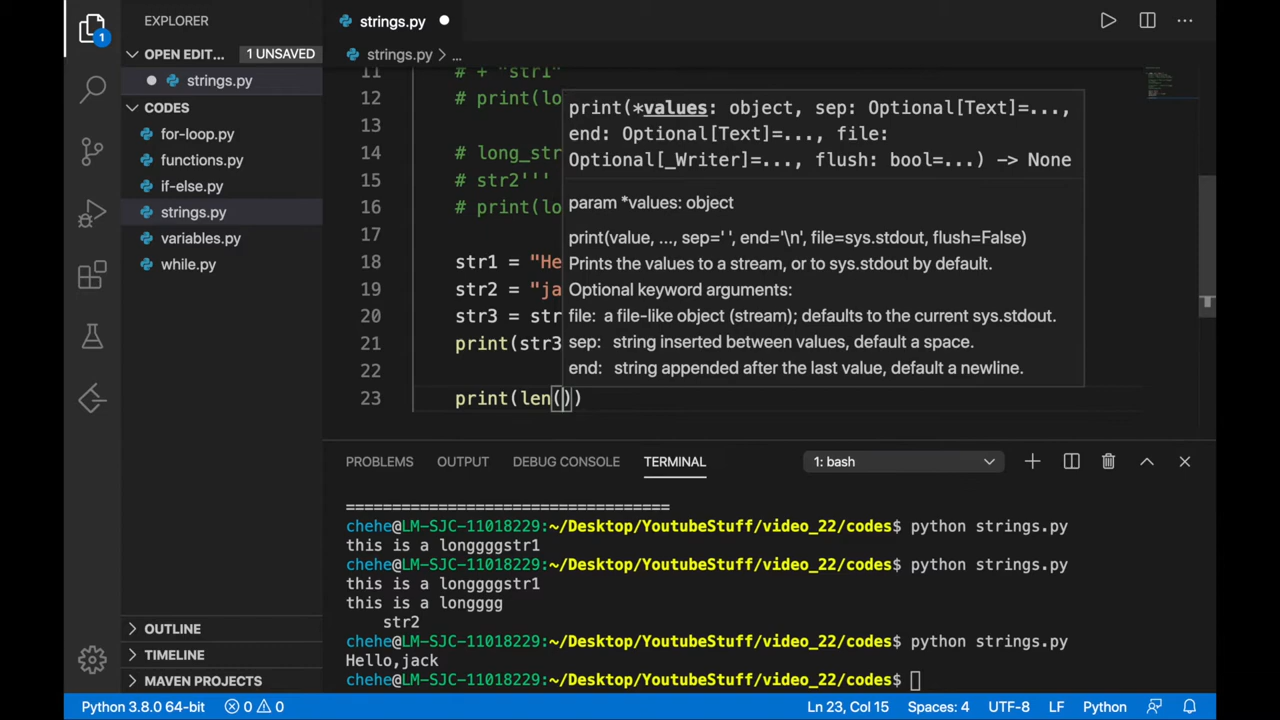 EXPLORER
strings.py
1
OPEN EDIT... 1 UNSAVED
strings.py
strings.py > ...
CODES
for-loop.py
functions.py
if-else.py
strings.py
variables.py
while.py
OUTLINE
TIMELINE
MAVEN PROJECTS
11 # + "str1"
12 # print(lo
13
14 # long_str
15 # str2'''
16 # print(lo
17
18 str1 = "He
19 str2 = "ja
20 str3 = str
21 print(str3
22
23 print(len())
print(*values: object, sep: Optional[Text]=...,
end: Optional[Text]=..., file:
Optional[_Writer]=..., flush: bool=...) -> None
param *values: object
print(value, ..., sep=' ', end='\n', file=sys.stdout, flush=False)
Prints the values to a stream, or to sys.stdout by default.
Optional keyword arguments:
file: a file-like object (stream); defaults to the current sys.stdout.
sep: string inserted between values, default a space.
end: string appended after the last value, default a newline.
PROBLEMS OUTPUT DEBUG CONSOLE TERMINAL 1: bash
==================================
chehe@LM-SJC-11018229:~/Desktop/YoutubeStuff/video_22/codes$ python strings.py
this is a longgggstr1
chehe@LM-SJC-11018229:~/Desktop/YoutubeStuff/video_22/codes$ python strings.py
this is a longgggstr1
this is a longggg
str2
chehe@LM-SJC-11018229:~/Desktop/YoutubeStuff/video_22/codes$ python strings.py
Hello,jack
chehe@LM-SJC-11018229:~/Desktop/YoutubeStuff/video_22/codes$
Python 3.8.0 64-bit 0 0 Ln 23, Col 15 Spaces: 4 UTF-8 LF Python